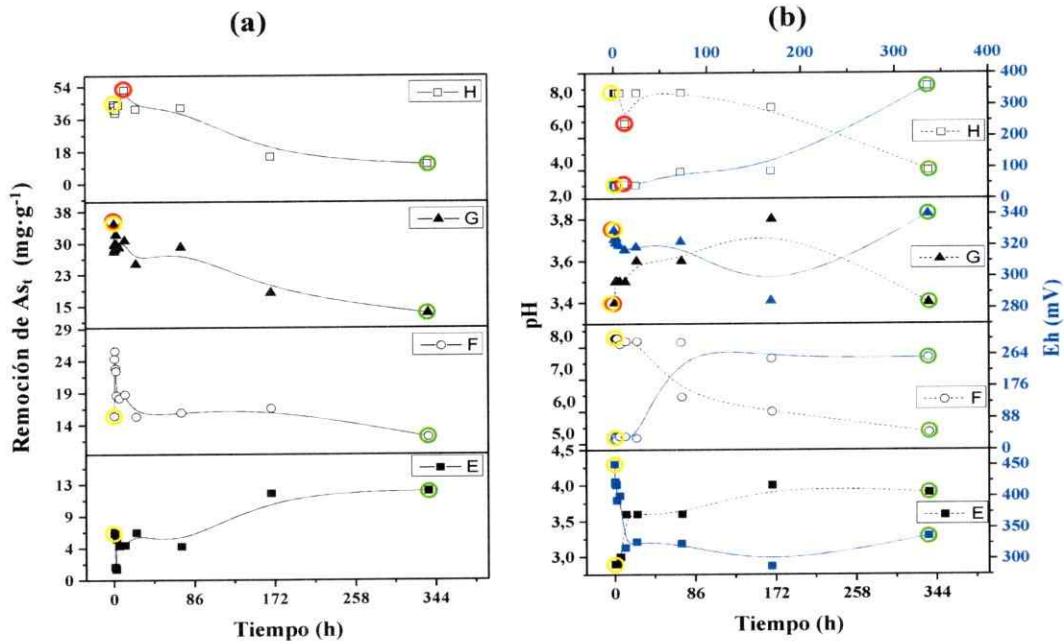 (a)
(b)
0 100 200 300 400
Remoción de Asₜ (mg·g⁻¹)
54
36
18
0
H
38
30
23
15
G
29
24
19
14
F
13
9
4
0
E
0 86 172 258 344
Tiempo (h)
pH
8,0
6,0
4,0
2,0
H
400
300
200
100
0
3,8
3,6
3,4
G
340
320
300
280
8,0
7,0
6,0
5,0
F
264
176
88
0
4,5
4,0
3,5
3,0
E
450
400
350
300
Eh (mV)
0 86 172 258 344
Tiempo (h)